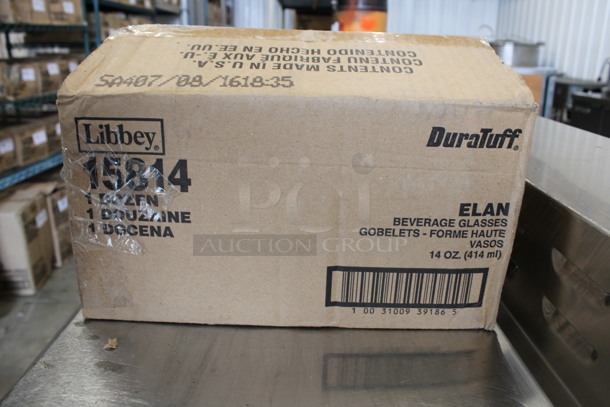 CONTENTS MADE IN U.S.A.
CONTENU FABRIQUÉ AUX É.-U.
CONTENIDO HECHO EN EE.UU.
SA407/08/1618:35
Libbey®
DuraTuff®
15814
1 DOZEN
1 DOUZAINE
1 DOCENA
ELAN
BEVERAGE GLASSES
GOBELETS - FORME HAUTE
VASOS
14 OZ. (414 ml)
PCI
AUCTION GROUP
1 00 31009 39186 5